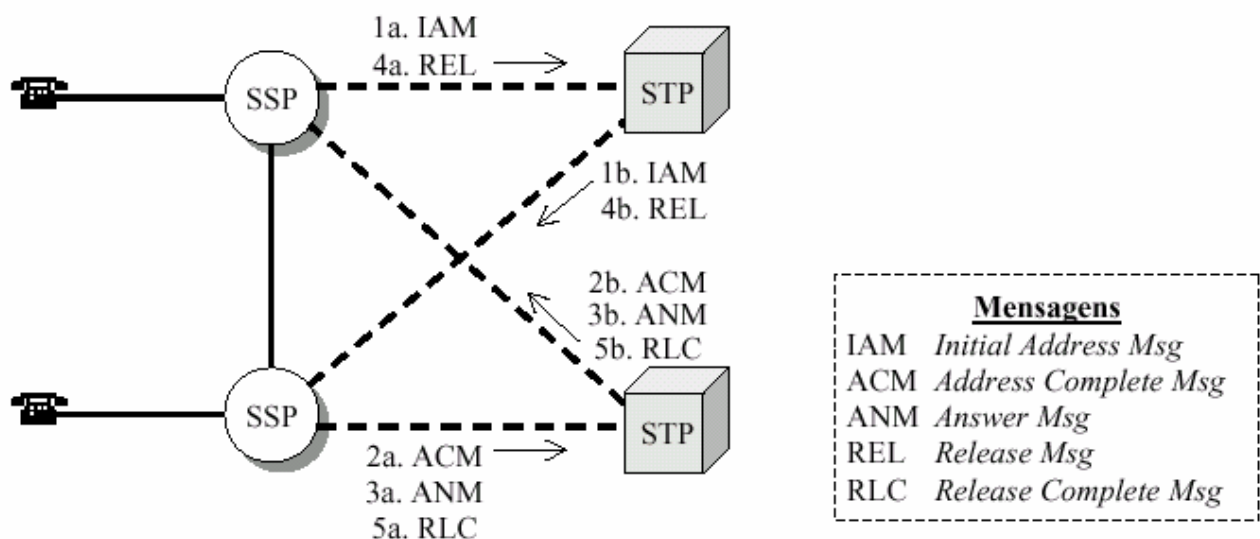 1a. IAM
4a. REL
SSP
STP
1b. IAM
4b. REL
2b. ACM
3b. ANM
5b. RLC
SSP
STP
2a. ACM
3a. ANM
5a. RLC
Mensagens
IAM Initial Address Msg
ACM Address Complete Msg
ANM Answer Msg
REL Release Msg
RLC Release Complete Msg